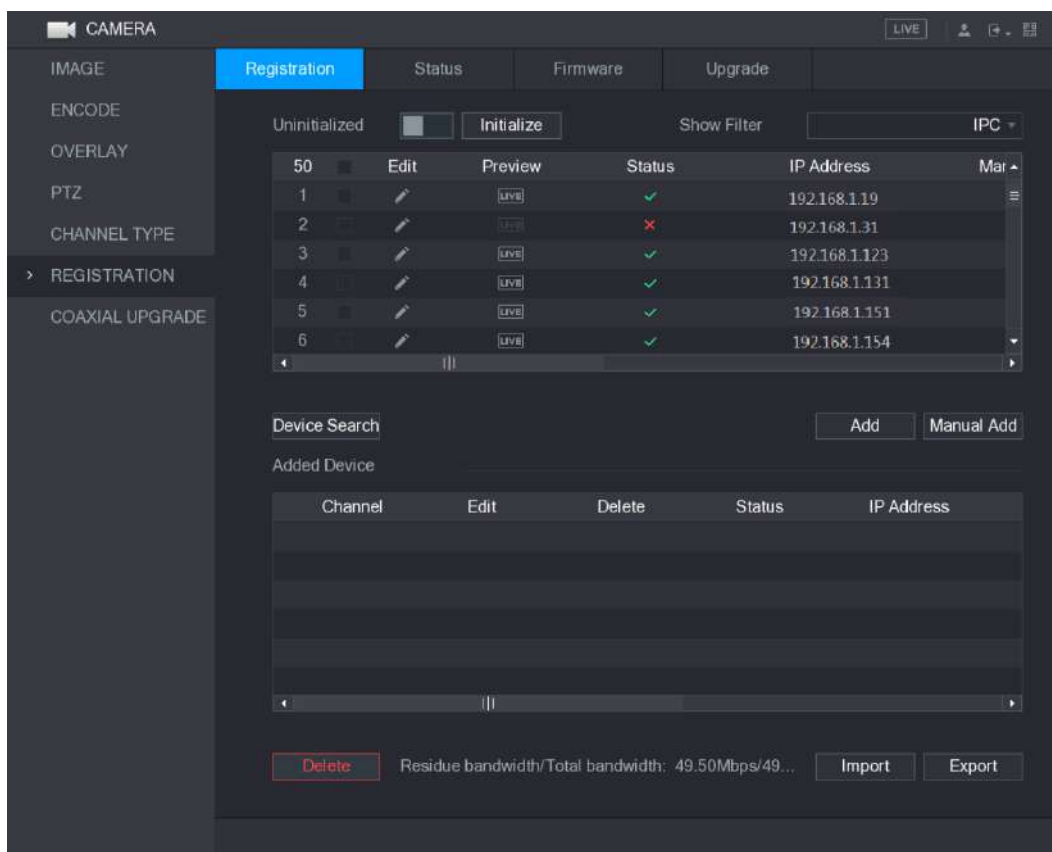 CAMERA LIVE
IMAGE Registration Status Firmware Upgrade
ENCODE
Uninitialized Initialize Show Filter IPC
OVERLAY
50 Edit Preview Status IP Address Mar
PTZ
1 LIVE 192.168.1.19
2 LIVE 192.168.1.31
CHANNEL TYPE
3 LIVE 192.168.1.123
REGISTRATION
4 LIVE 192.168.1.131
5 LIVE 192.168.1.151
COAXIAL UPGRADE
6 LIVE 192.168.1.154
Device Search Add Manual Add
Added Device
Channel Edit Delete Status IP Address
Delete Residue bandwidth/Total bandwidth: 49.50Mbps/49... Import Export